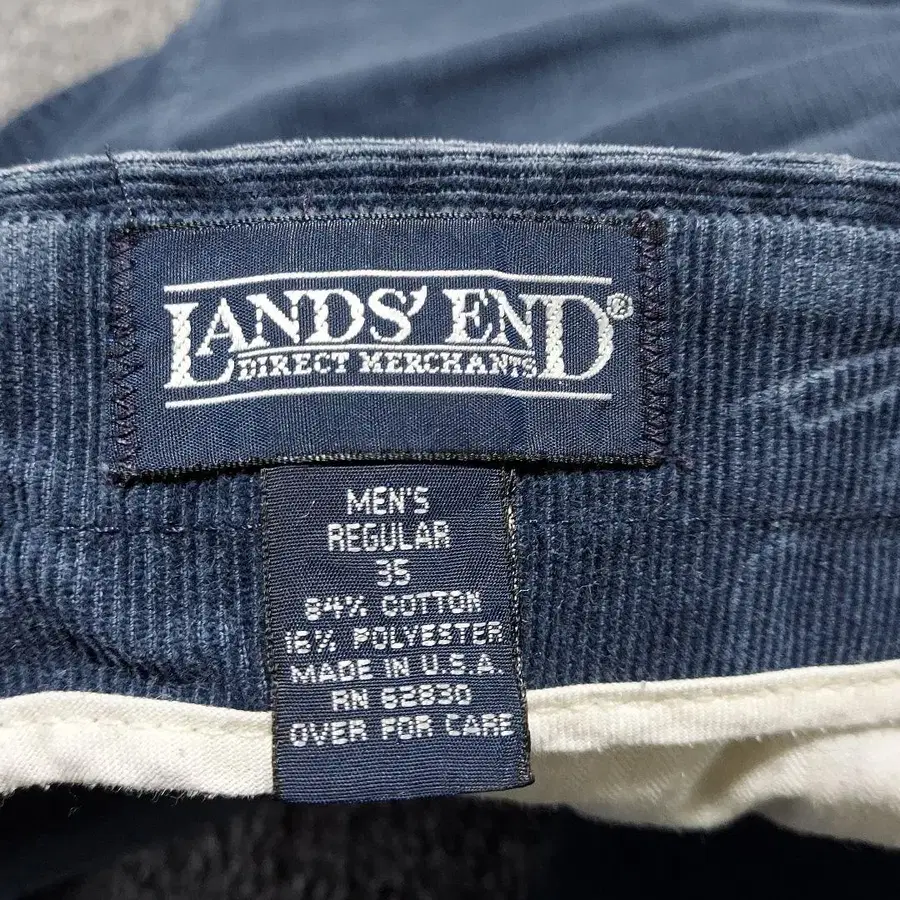 LANDS' END®
DIRECT MERCHANTS
MEN'S
REGULAR
35
84% COTTON
16% POLYESTER
MADE IN U.S.A.
RN 62830
OVER FOR CARE